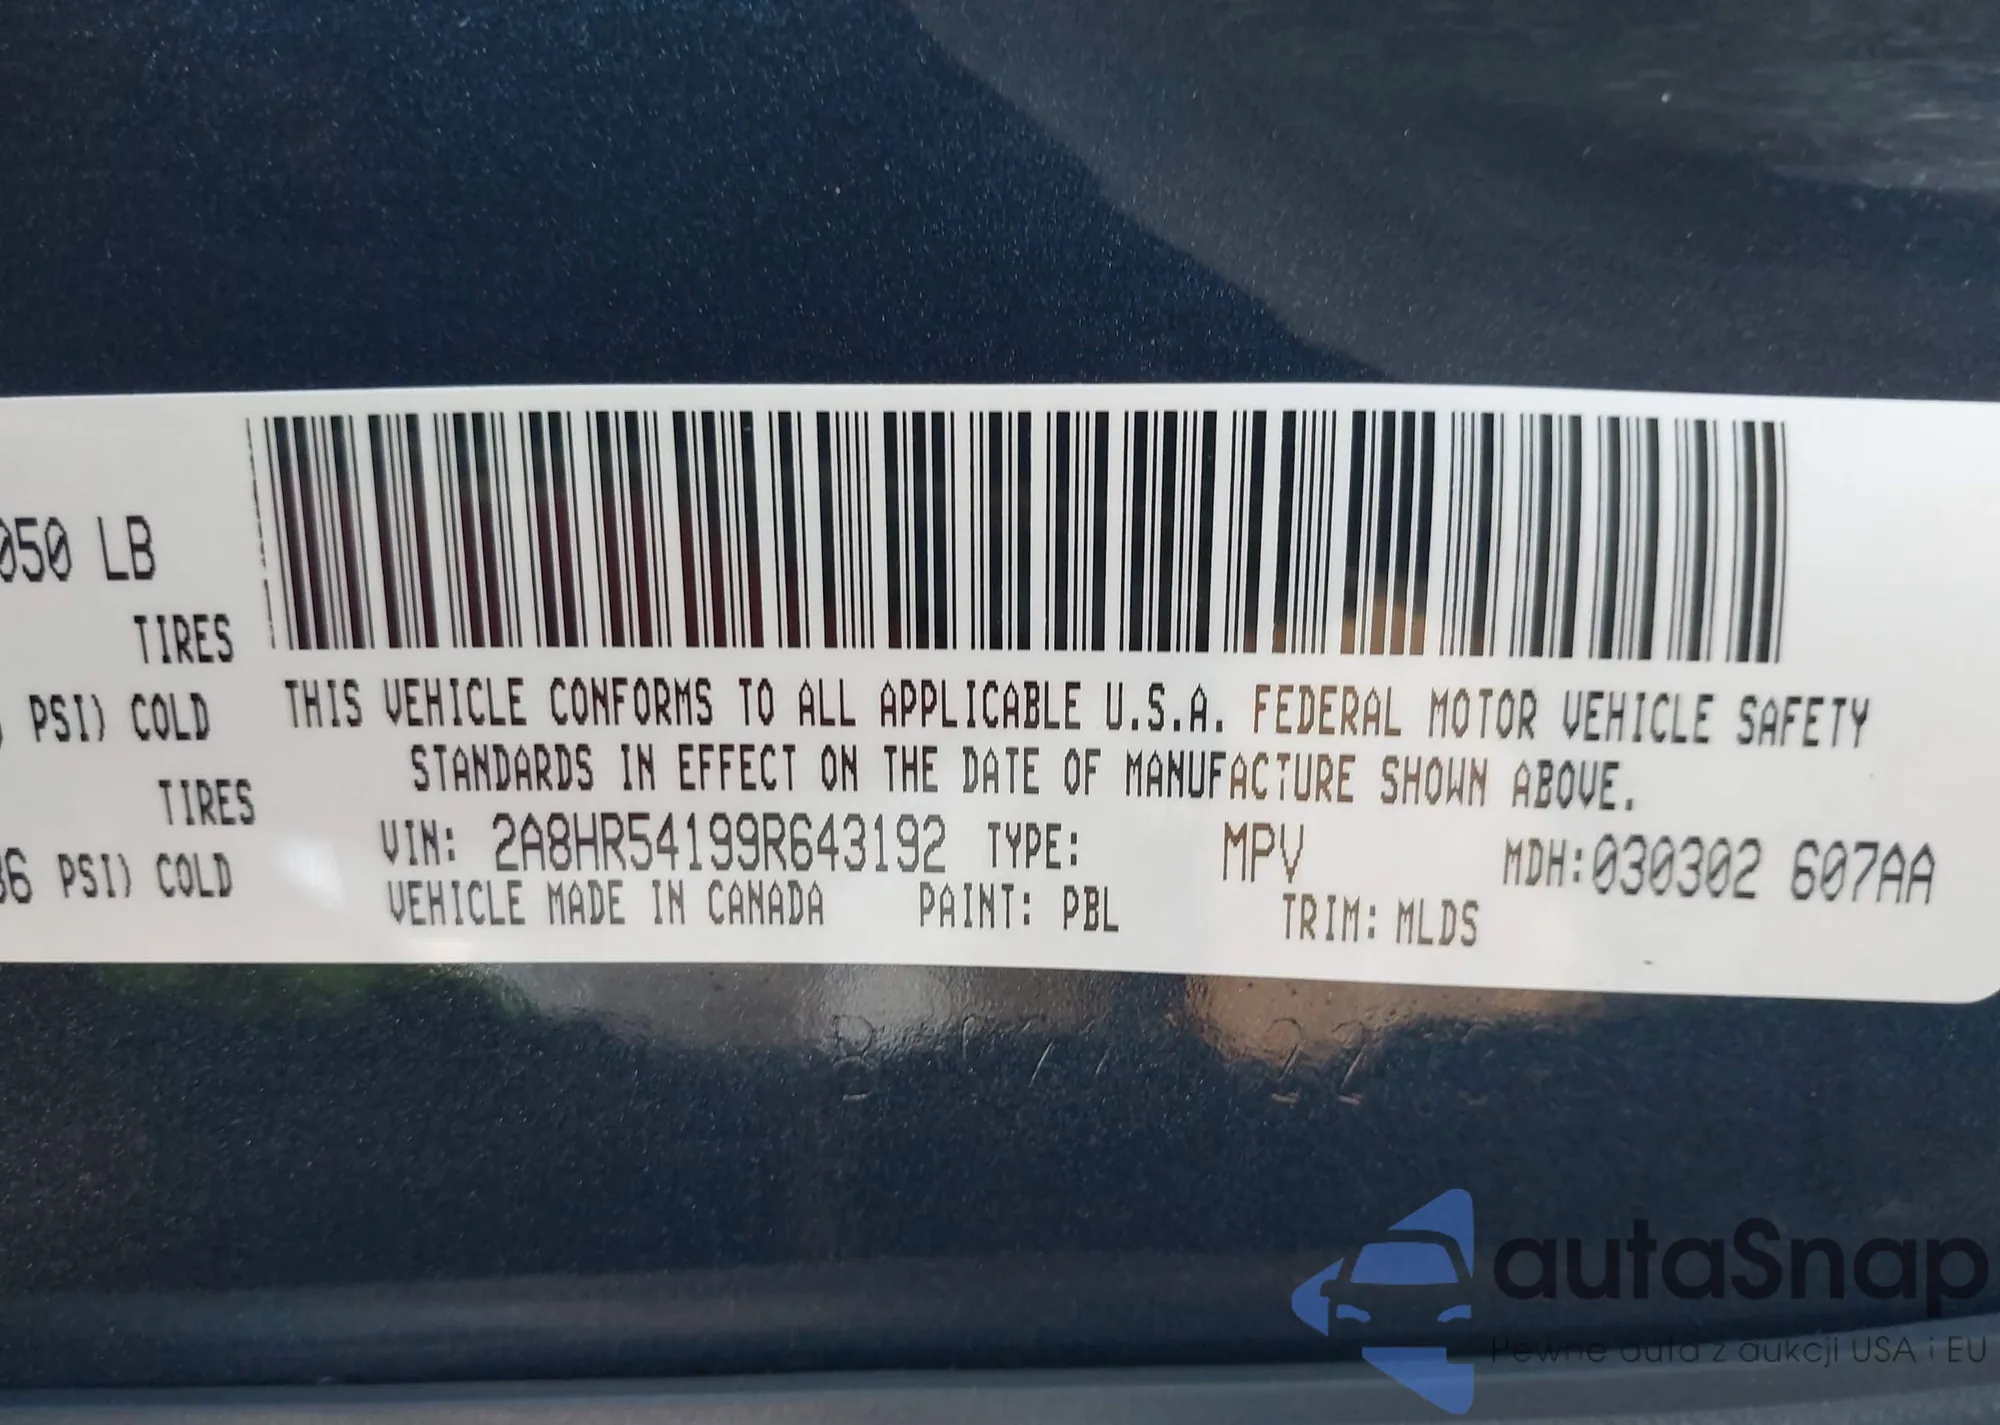 050 LB
TIRES
PSI) COLD
TIRES
36 PSI) COLD
THIS VEHICLE CONFORMS TO ALL APPLICABLE U.S.A. FEDERAL MOTOR VEHICLE SAFETY
STANDARDS IN EFFECT ON THE DATE OF MANUFACTURE SHOWN ABOVE.
VIN: 2A8HR54199R643192 TYPE: MPV MDH:030302 607AA
VEHICLE MADE IN CANADA PAINT: PBL TRIM: MLDS
autaSnap
Pewne auta z aukcji USA i EU